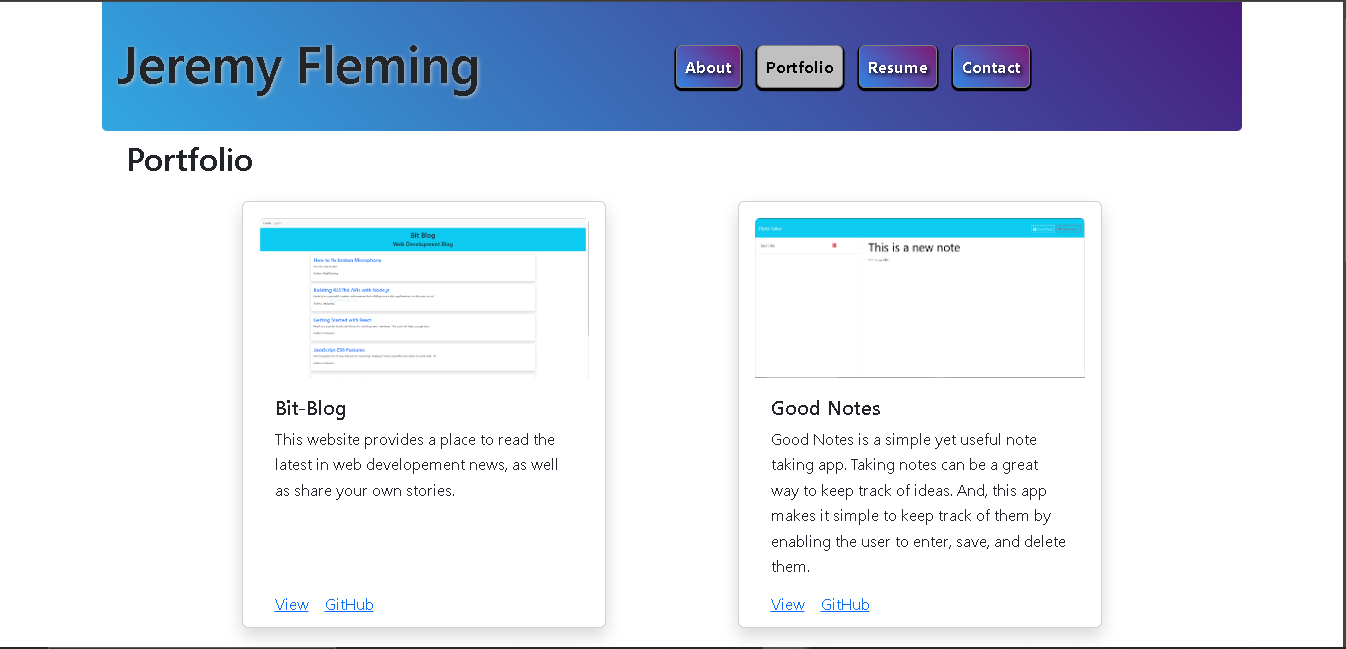 Jeremy Fleming
About Portfolio Resume Contact
Portfolio
Bit Blog
Web Development Blog
How to fix broken Microphone
Building RESTful APIs with Node.js
Getting Started with React
JavaScript ES6 Features
This is a new note
Bit-Blog
This website provides a place to read the
latest in web developement news, as well
as share your own stories.
View GitHub
Good Notes
Good Notes is a simple yet useful note
taking app. Taking notes can be a great
way to keep track of ideas. And, this app
makes it simple to keep track of them by
enabling the user to enter, save, and delete
them.
View GitHub